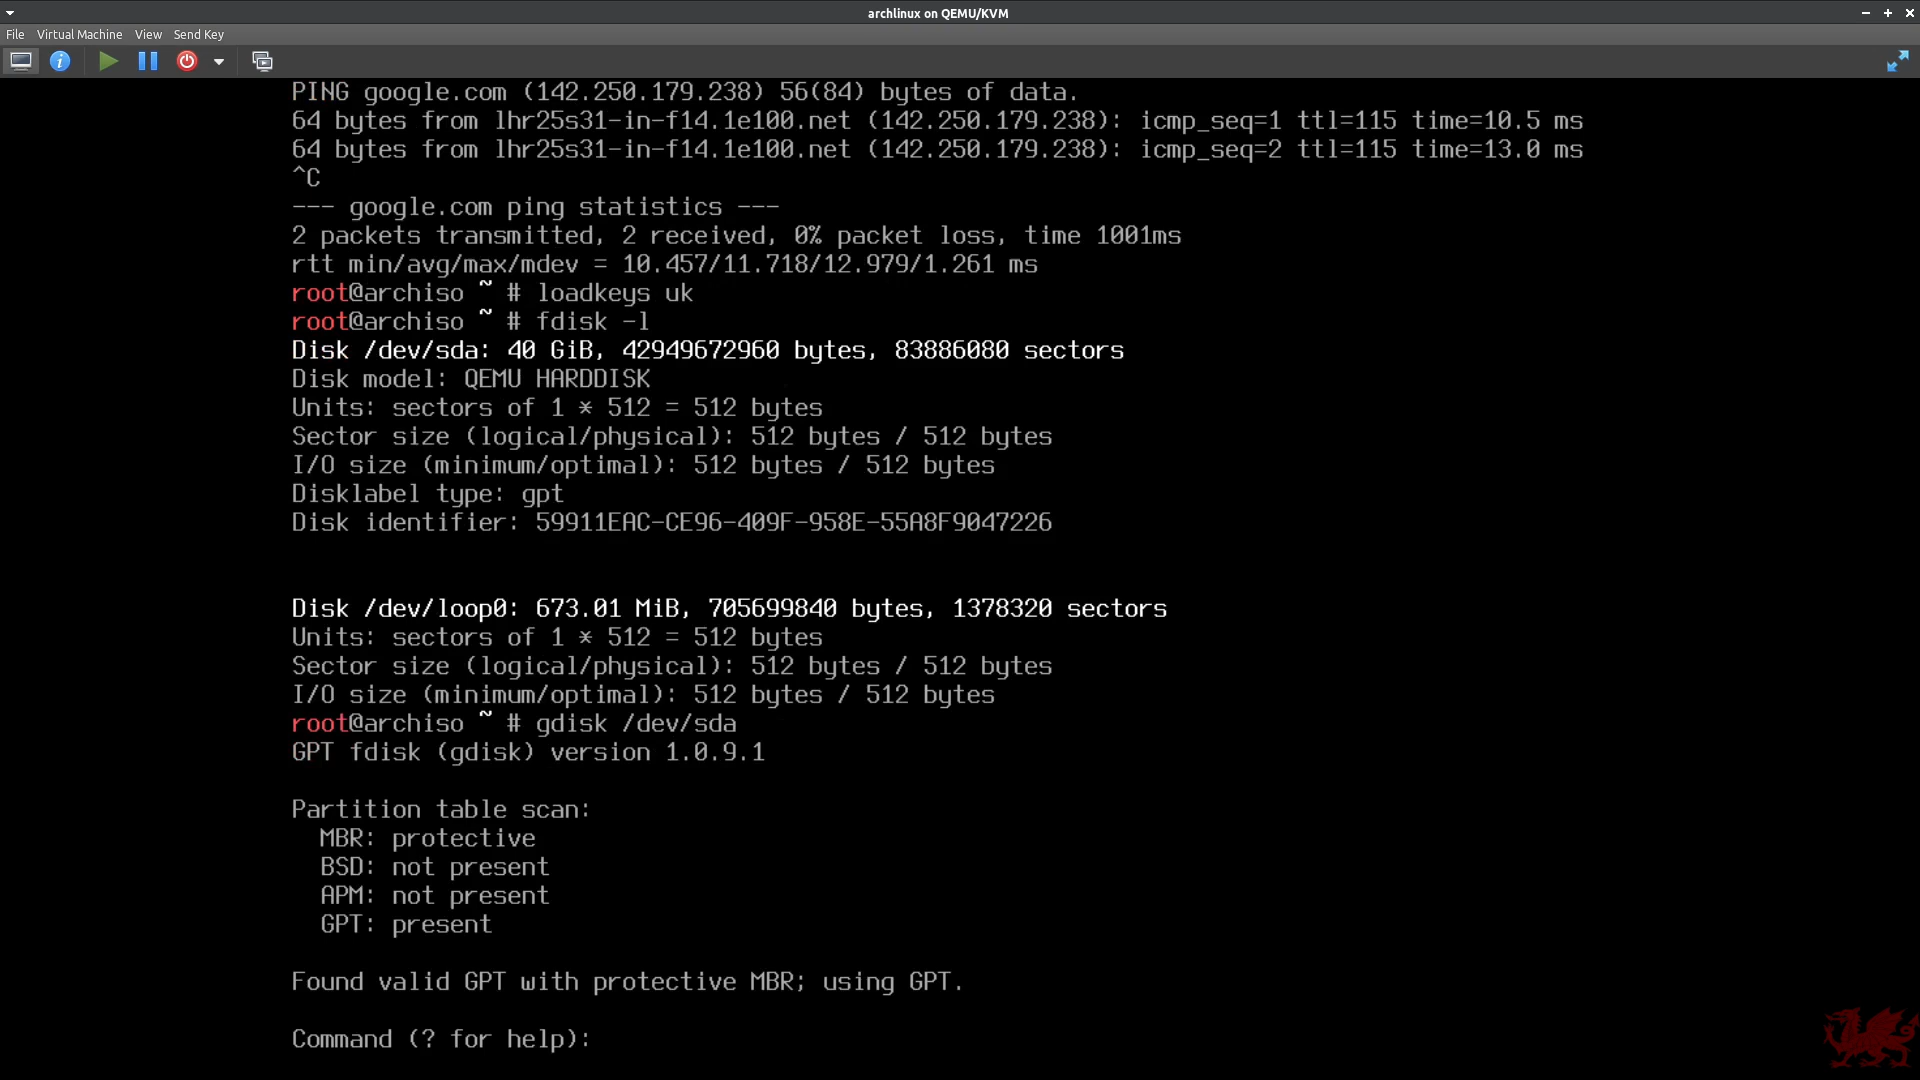 archlinux on QEMU/KVM
File Virtual Machine View Send Key
PING google.com (142.250.179.238) 56(84) bytes of data.
64 bytes from lhr25s31-in-f14.1e100.net (142.250.179.238): icmp_seq=1 ttl=115 time=10.5 ms
64 bytes from lhr25s31-in-f14.1e100.net (142.250.179.238): icmp_seq=2 ttl=115 time=13.0 ms
^C
--- google.com ping statistics ---
2 packets transmitted, 2 received, 0% packet loss, time 1001ms
rtt min/avg/max/mdev = 10.457/11.718/12.979/1.261 ms
root@archiso ~ # loadkeys uk
root@archiso ~ # fdisk -l
Disk /dev/sda: 40 GiB, 42949672960 bytes, 83886080 sectors
Disk model: QEMU HARDDISK
Units: sectors of 1 * 512 = 512 bytes
Sector size (logical/physical): 512 bytes / 512 bytes
I/O size (minimum/optimal): 512 bytes / 512 bytes
Disklabel type: gpt
Disk identifier: 59911EAC-CE96-409F-958E-55A8F9047226
Disk /dev/loop0: 673.01 MiB, 705699840 bytes, 1378320 sectors
Units: sectors of 1 * 512 = 512 bytes
Sector size (logical/physical): 512 bytes / 512 bytes
I/O size (minimum/optimal): 512 bytes / 512 bytes
root@archiso ~ # gdisk /dev/sda
GPT fdisk (gdisk) version 1.0.9.1
Partition table scan:
MBR: protective
BSD: not present
APM: not present
GPT: present
Found valid GPT with protective MBR; using GPT.
Command (? for help):